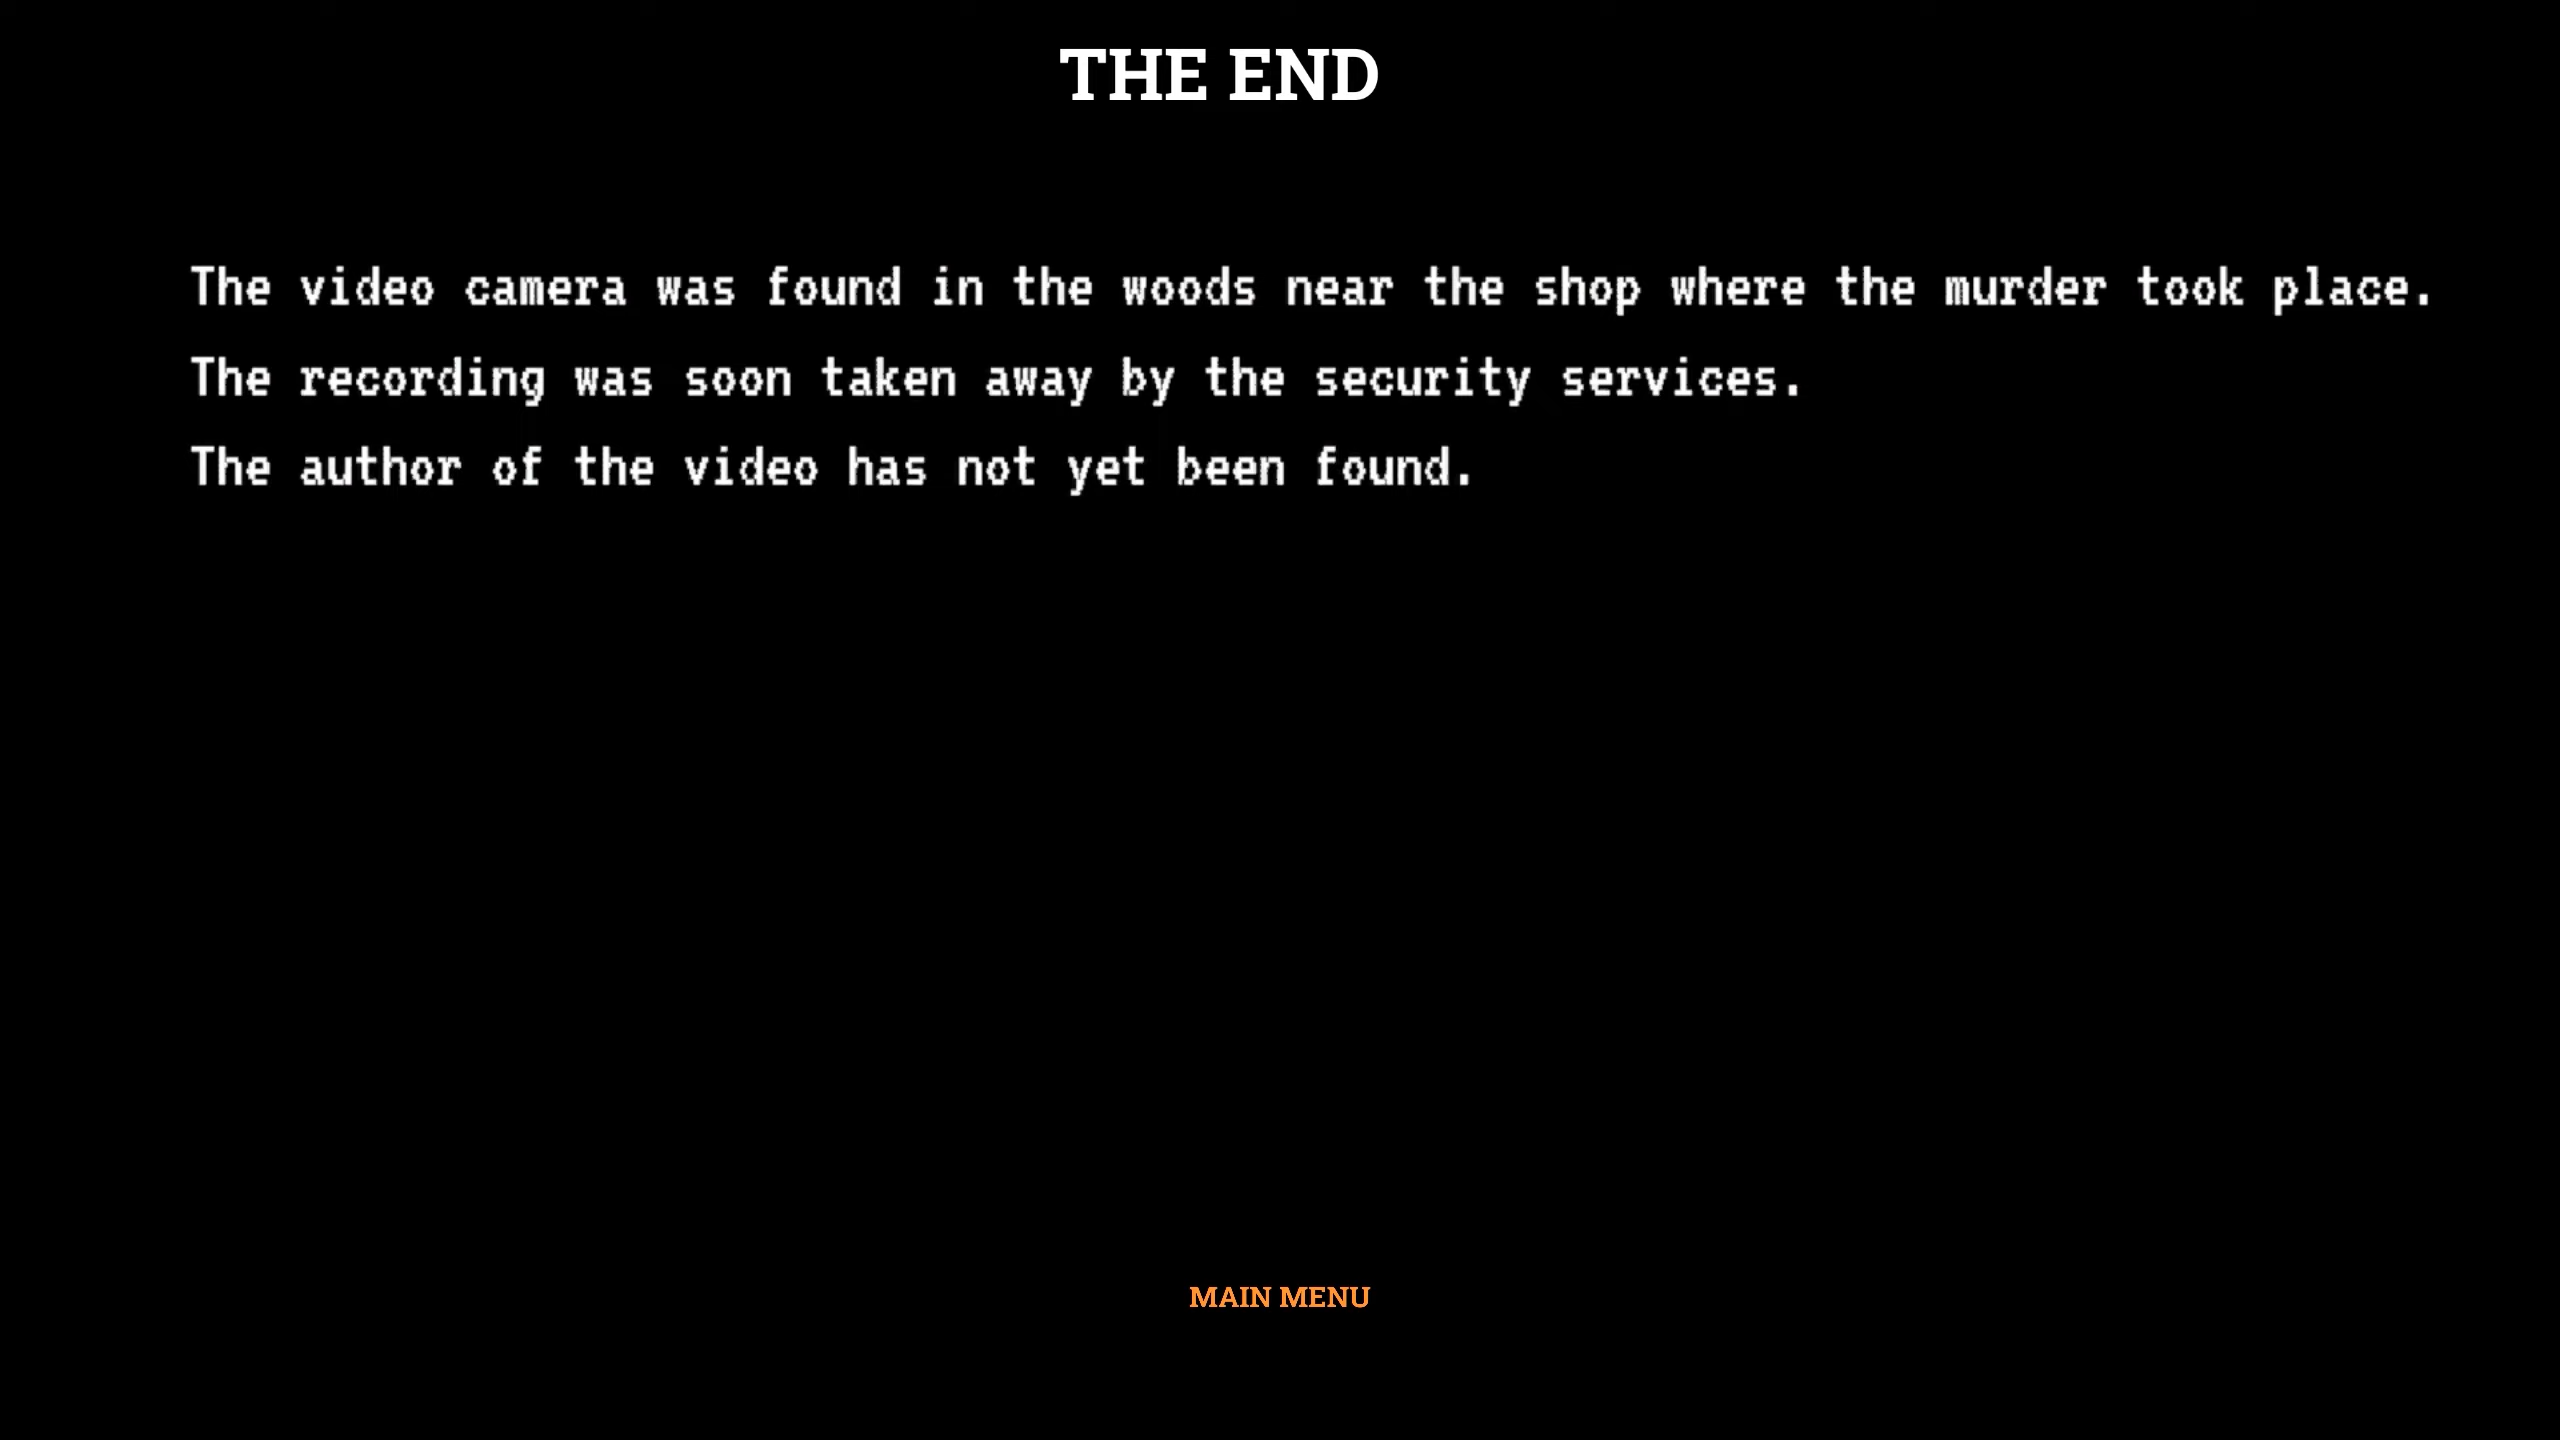 THE END
The video camera was found in the woods near the shop where the murder took place.
The recording was soon taken away by the security services.
The author of the video has not yet been found.
MAIN MENU